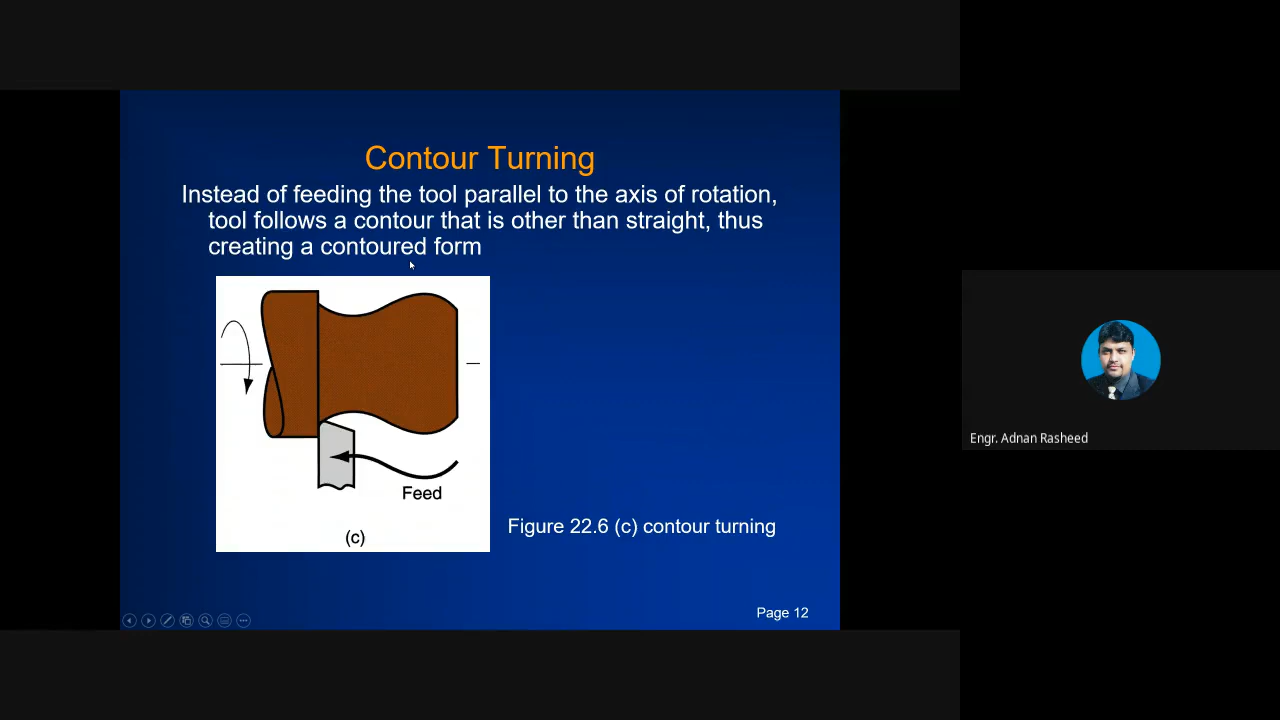 Contour Turning
Instead of feeding the tool parallel to the axis of rotation,
tool follows a contour that is other than straight, thus
creating a contoured form
Feed
(c)
Figure 22.6 (c) contour turning
Page 12
Engr. Adnan Rasheed